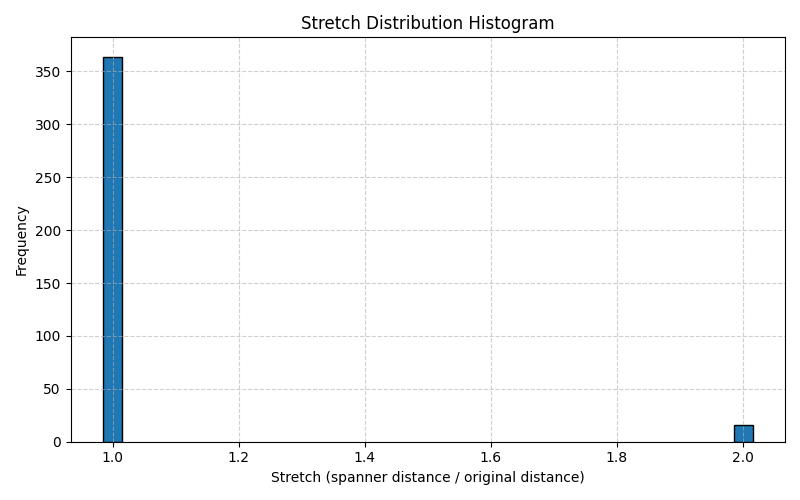 Stretch Distribution Histogram
Frequency
350
300
250
200
150
100
50
0
1.0 1.2 1.4 1.6 1.8 2.0
Stretch (spanner distance / original distance)